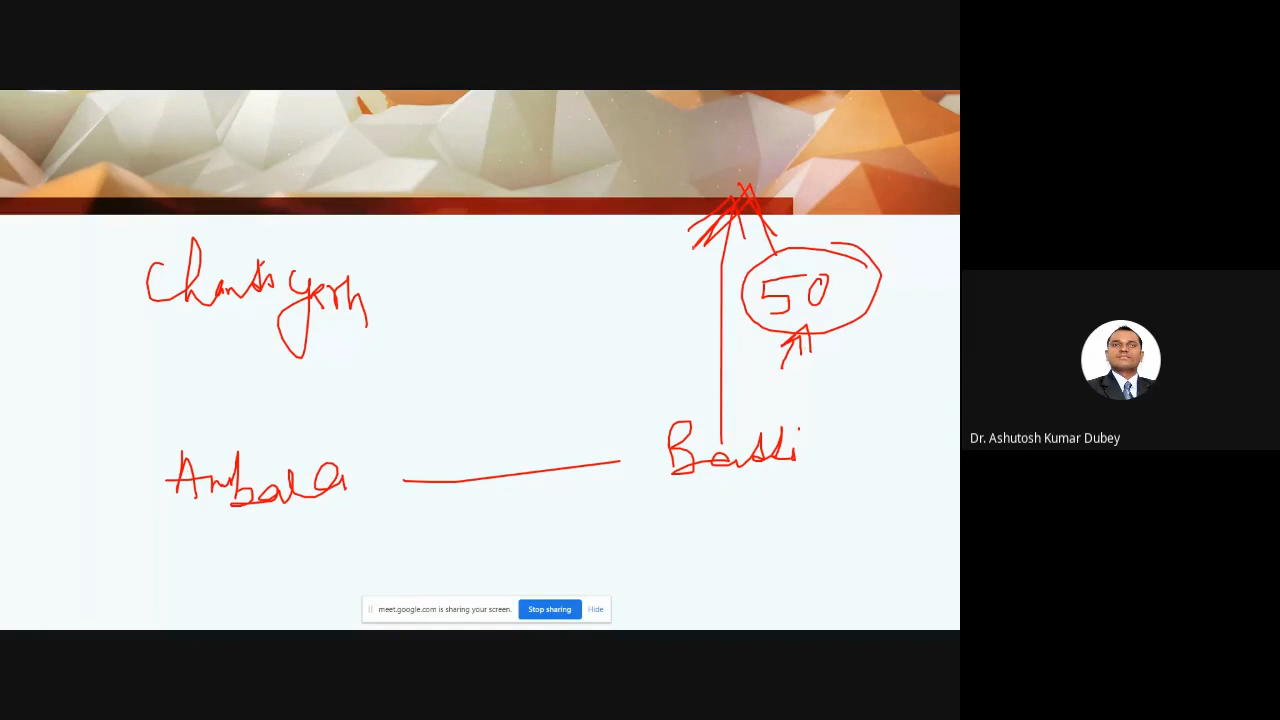 Chandigarh
50
Ambala Baddi
meet.google.com is sharing your screen. Stop sharing Hide
Dr. Ashutosh Kumar Dubey